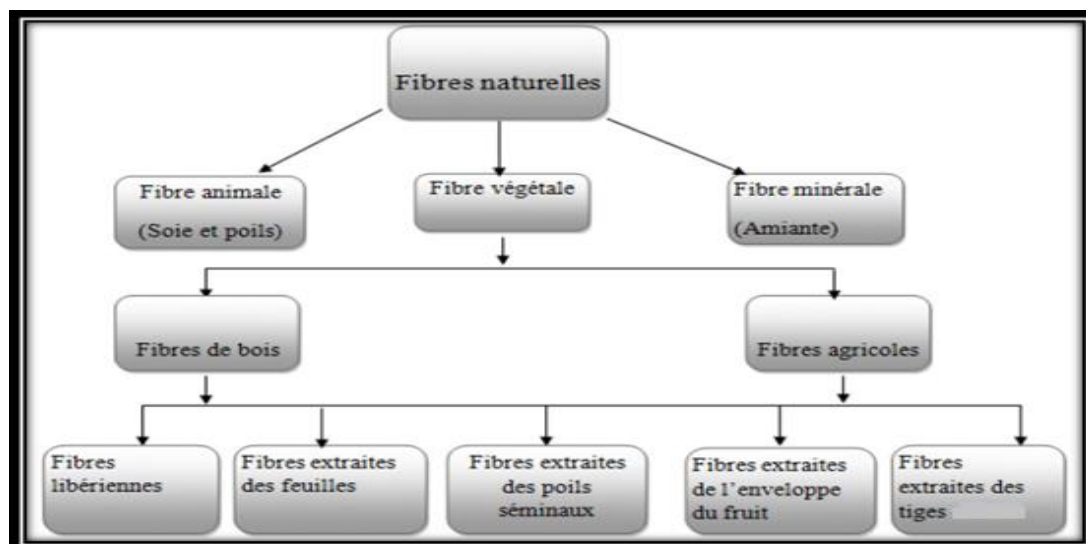 Fibres naturelles
Fibre animale
(Soie et poils)
Fibre végétale
Fibre minérale
(Amiante)
Fibres de bois
Fibres agricoles
Fibres
libériennes
Fibres extraites
des feuilles
Fibres extraites
des poils
séminaux
Fibres extraites
de l’enveloppe
du fruit
Fibres
extraites des
tiges